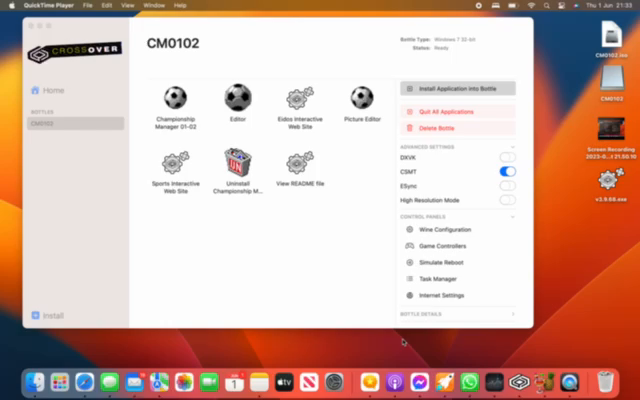 QuickTime Player File Edit View Window Help
Thu 1 Jun 21:33
CROSSOVER
Home
BOTTLES
CM0102
Install
CM0102
Bottle Type: Windows 7 32-bit
Status: Ready
Championship
Manager 01-02
Editor
Eidos Interactive
Web Site
Picture Editor
Sports Interactive
Web Site
Uninstall
Championship M...
View README file
Install Application into Bottle
Quit All Applications
Delete Bottle
ADVANCED SETTINGS
DXVK
CSMT
ESync
High Resolution Mode
CONTROL PANELS
Wine Configuration
Game Controllers
Simulate Reboot
Task Manager
Internet Settings
BOTTLE DETAILS
CM0102.iso
CM0102
Screen Recording
2023-0...t 21.50.10
v3.9.68.exe
1
tv